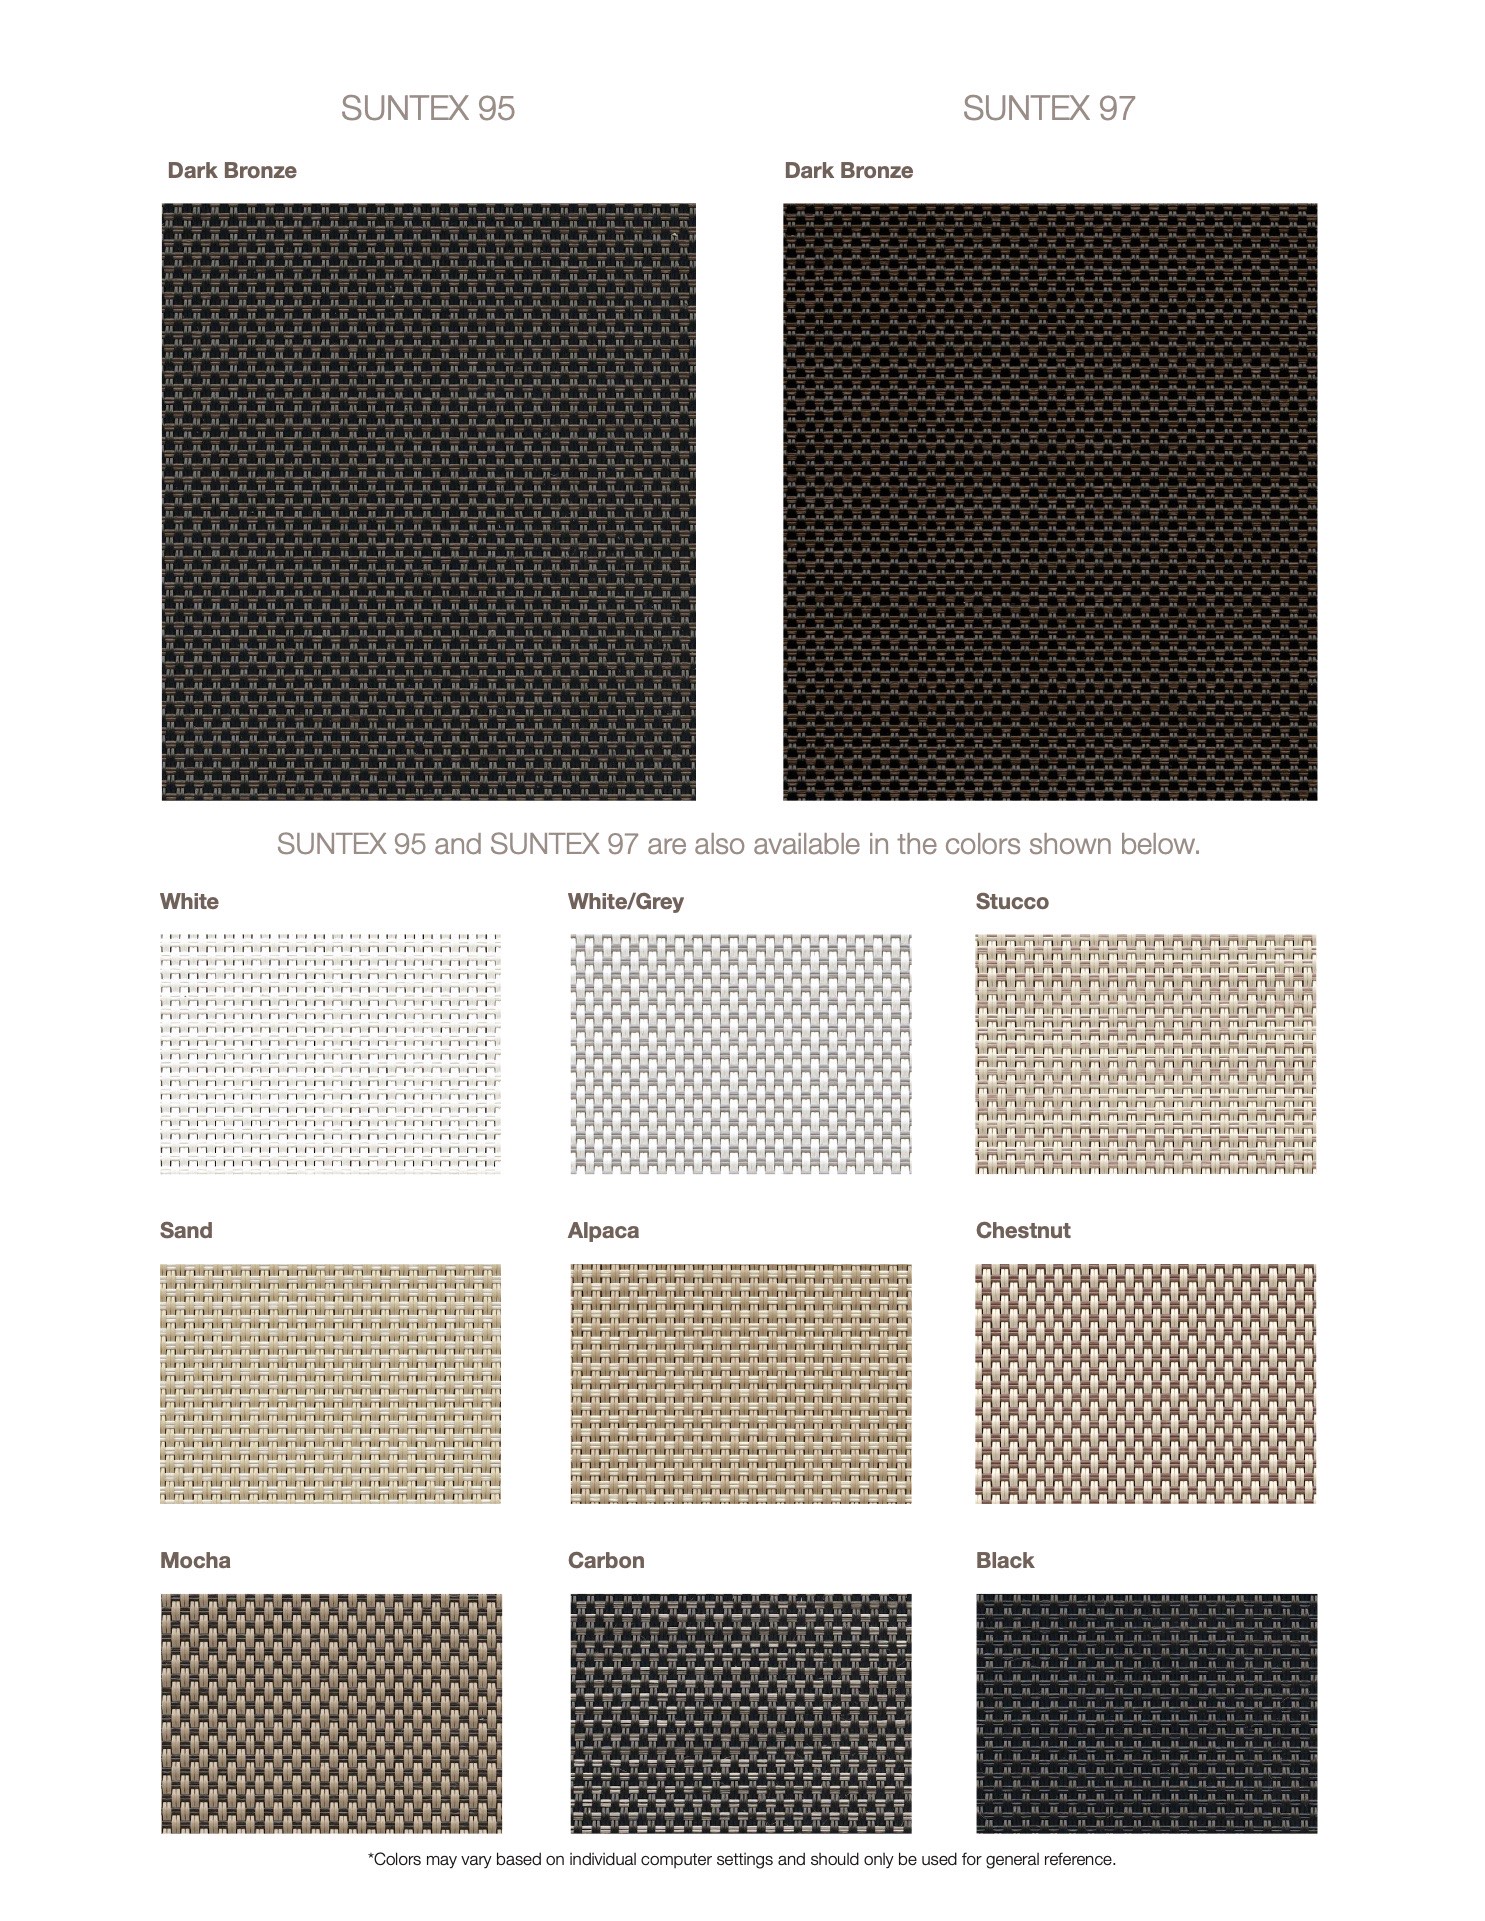 SUNTEX 95
SUNTEX 97
Dark Bronze
Dark Bronze
SUNTEX 95 and SUNTEX 97 are also available in the colors shown below.
White
White/Grey
Stucco
Sand
Alpaca
Chestnut
Mocha
Carbon
Black
*Colors may vary based on individual computer settings and should only be used for general reference.